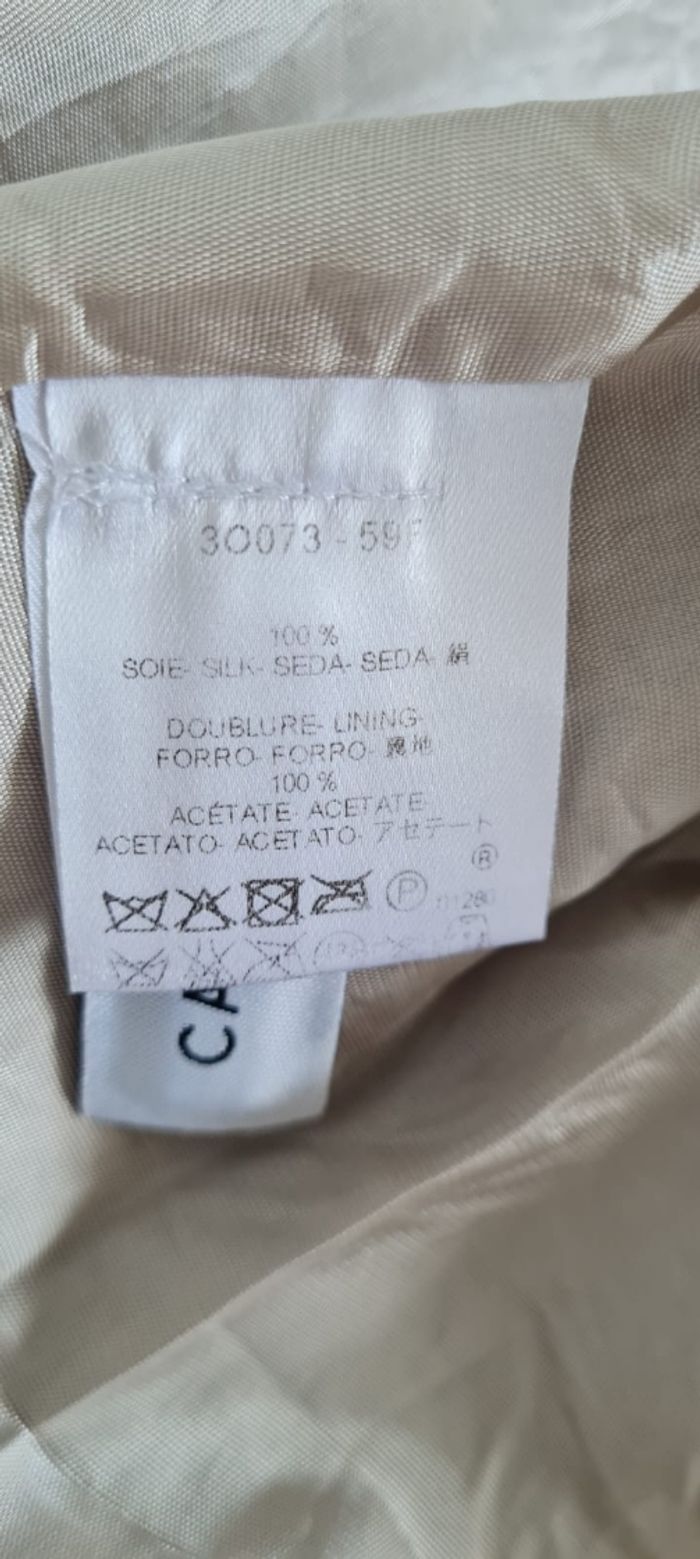 3O073 - 59F
100 %
SOIE- SILK- SEDA- SEDA- 絹
DOUBLURE- LINING-
FORRO- FORRO- 裏地
100 %
ACÉTATE- ACETATE-
ACETATO- ACETATO- アセテート
®
P
CA